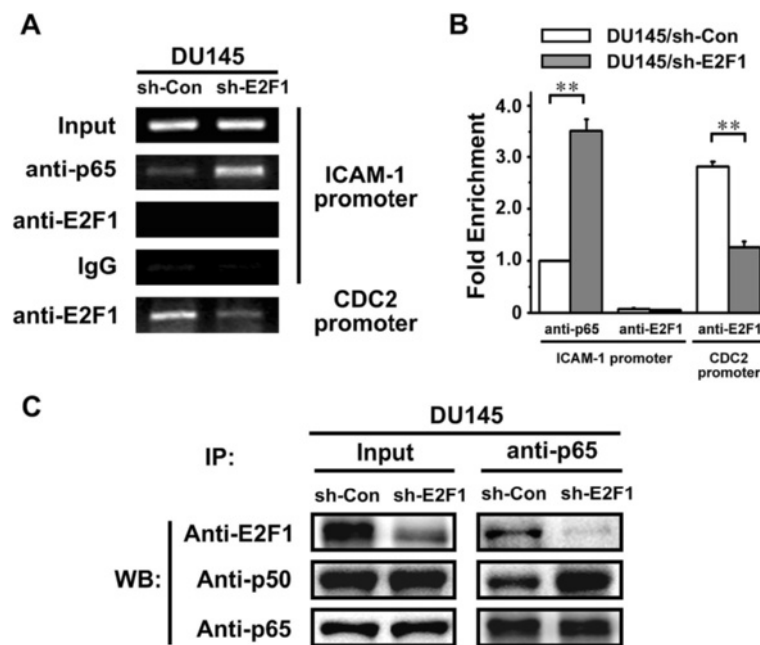 A
DU145
sh-Con sh-E2F1
Input
anti-p65
anti-E2F1
IgG
anti-E2F1
ICAM-1
promoter
CDC2
promoter
B
DU145/sh-Con
DU145/sh-E2F1
**
**
Fold Enrichment
4.0
3.0
1.0
0
anti-p65 anti-E2F1 anti-E2F1
ICAM-1 promoter
CDC2
promoter
C
DU145
IP: Input anti-p65
sh-Con sh-E2F1 sh-Con sh-E2F1
WB:
Anti-E2F1
Anti-p50
Anti-p65